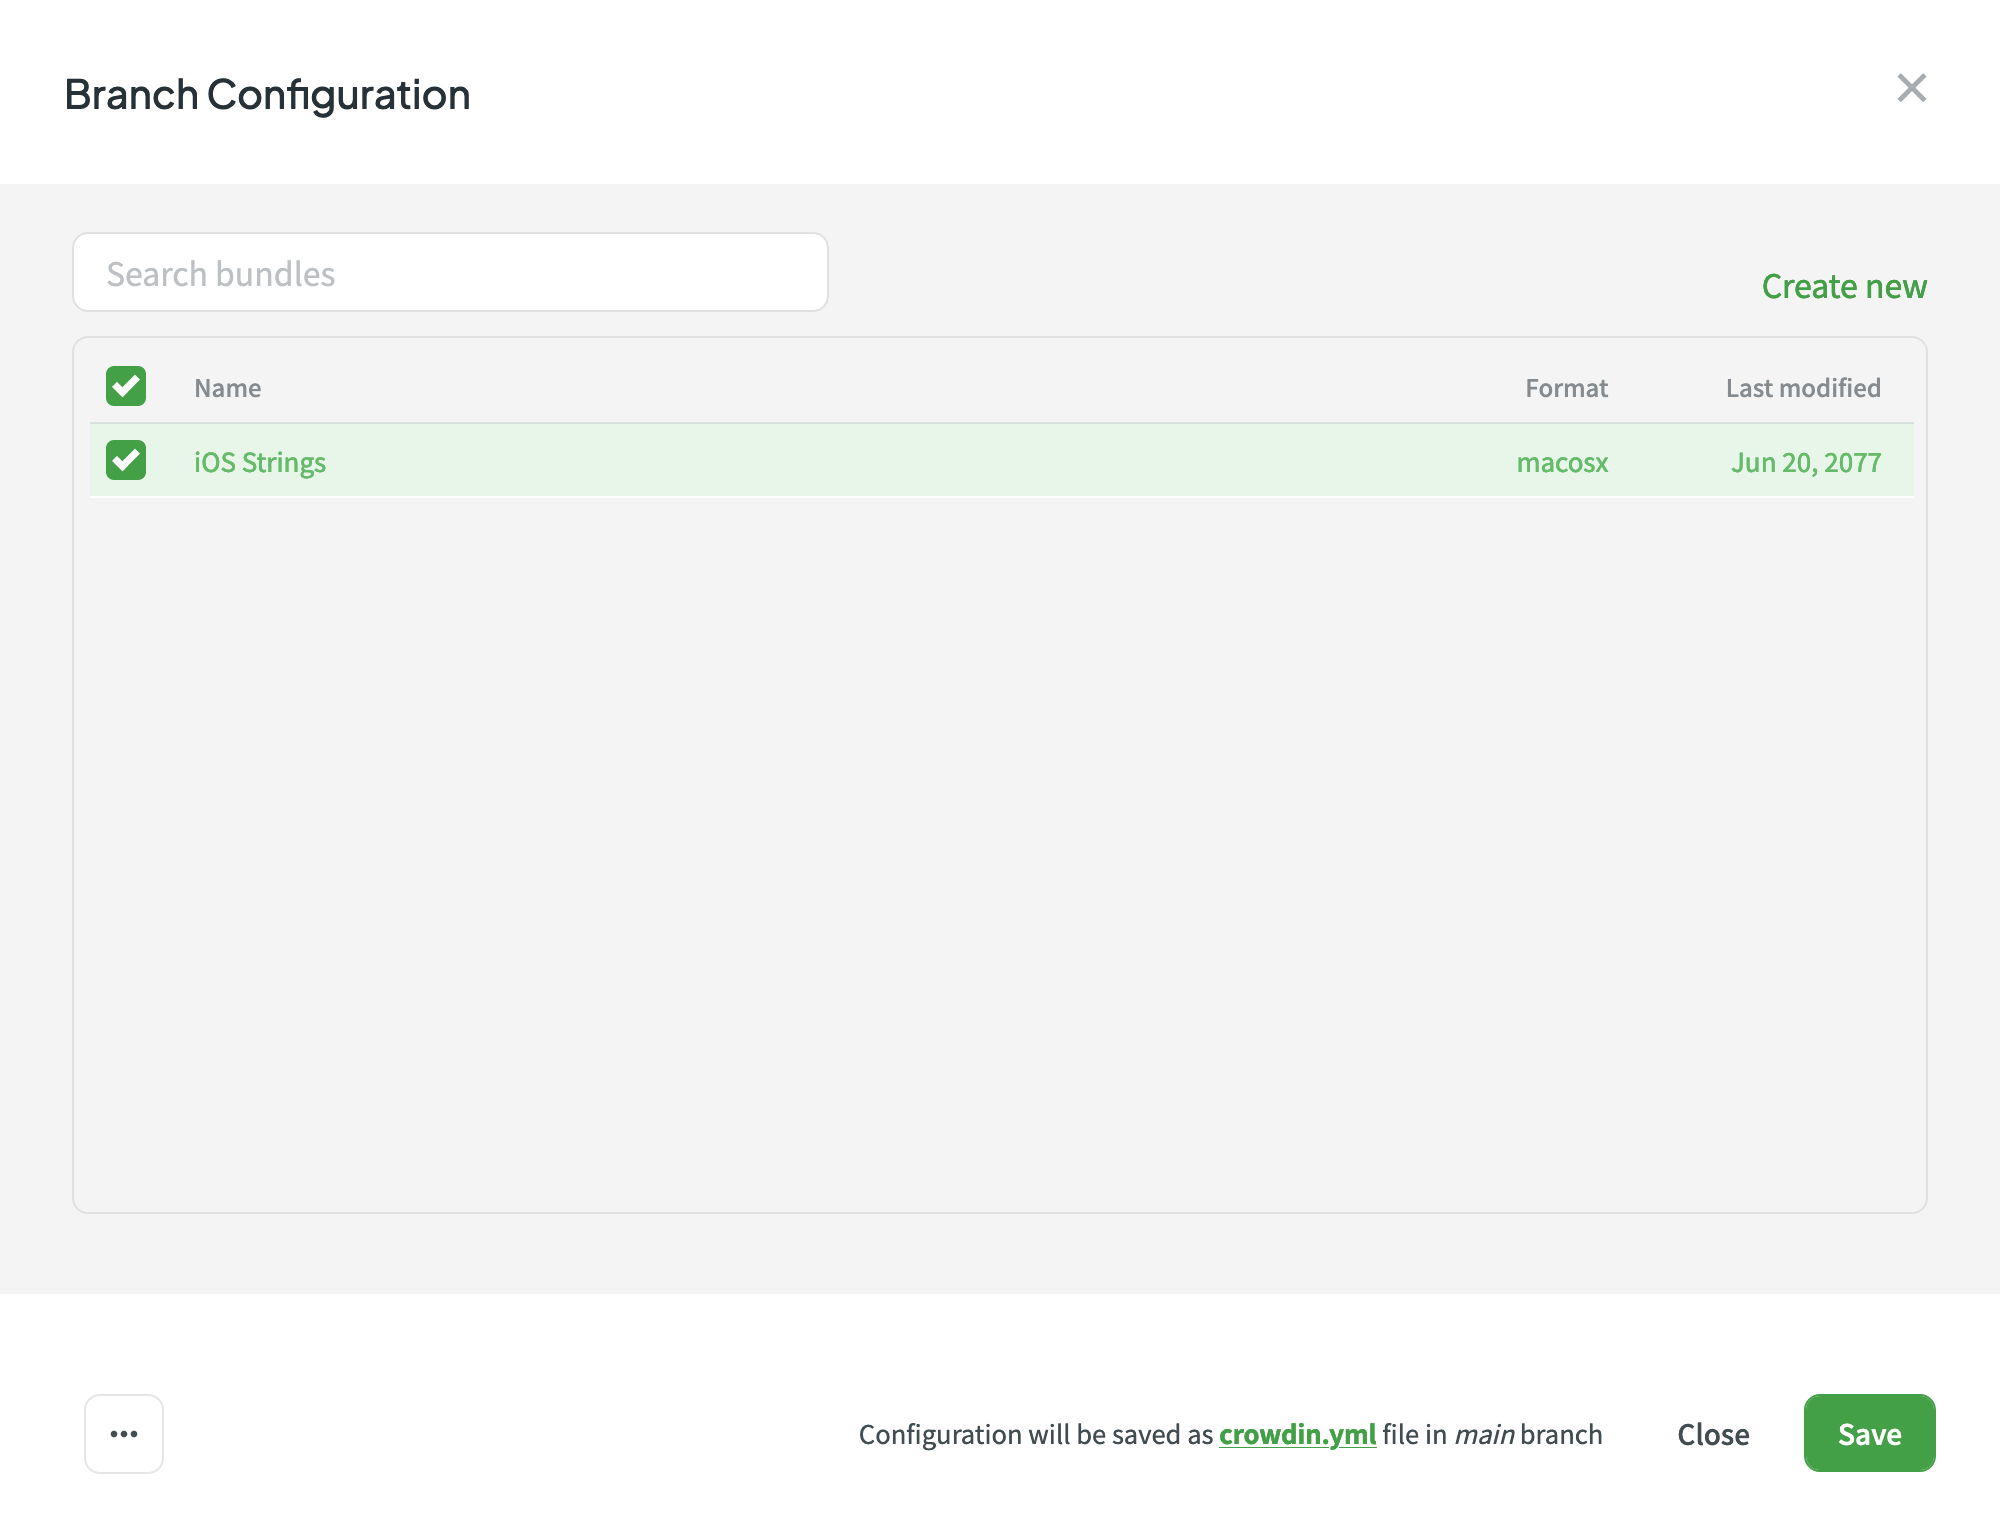 Branch Configuration
Search bundles
Create new
Name Format Last modified
iOS Strings macosx Jun 20, 2077
Configuration will be saved as crowdin.yml file in main branch
Close
Save